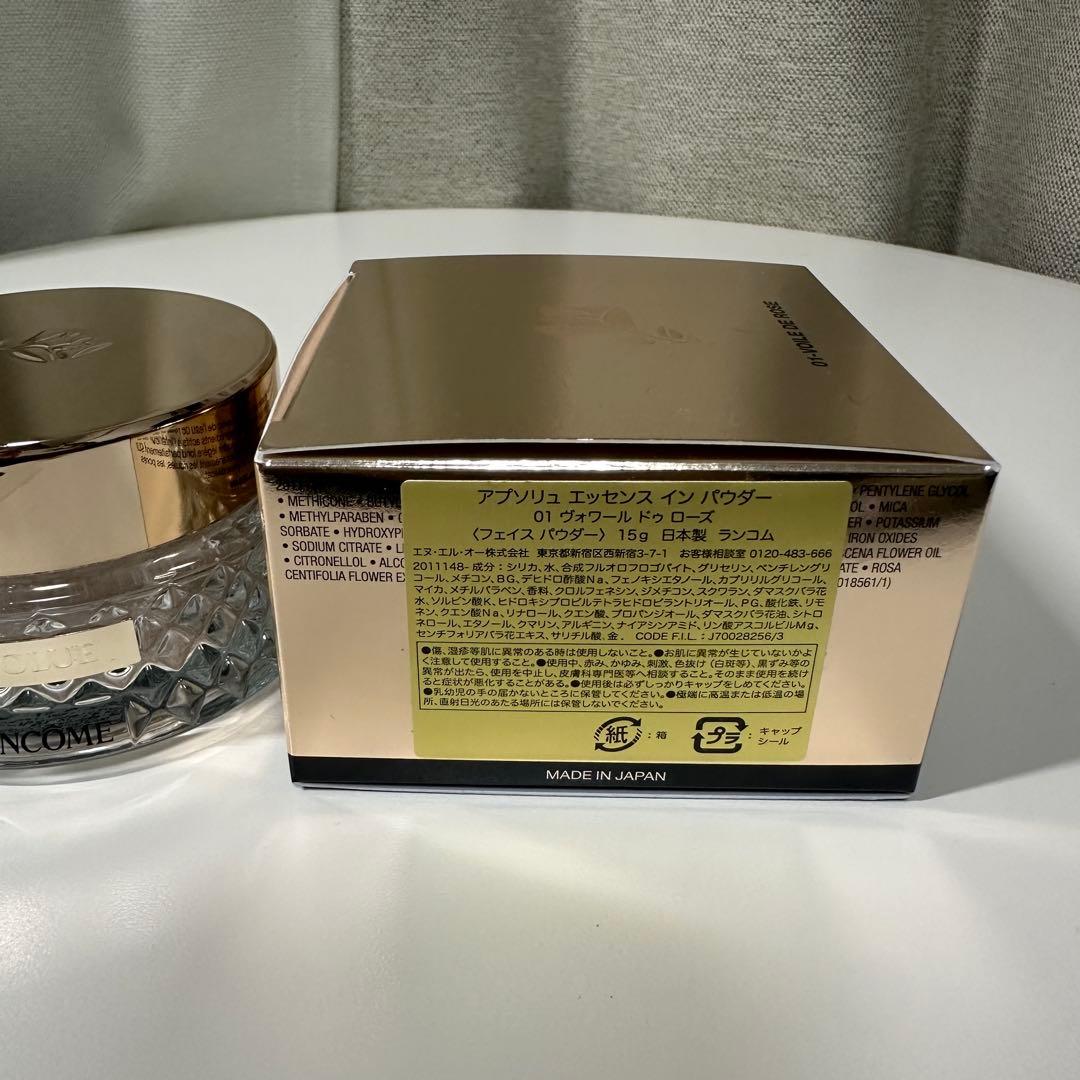 01-VOILE DE ROSE
• METHICONE •
• METHYLPARABEN •
SORBATE •
• SODIUM CITRATE •
• CITRONELLOL •
CENTIFOLIA FLOWER
PENTYLENE GLYCOL
• MICA
• POTASSIUM
IRON OXIDES
FLOWER OIL
• ROSA
アプソリュ エッセンス イン パウダー
01 ヴォワール ドゥ ローズ
〈フェイス パウダー〉 15g 日本製 ランコム
エヌ・エル・オー株式会社 東京都新宿区西新宿3-7-1 お客様相談室 0120-483-666
2011148- 成分：シリカ、水、合成フルオロフロゴパイト、グリセリン、ペンチレングリ
コール、メチコン、BG、デヒドロ酢酸Na、フェノキシエタノール、カプリリルグリコール、
マイカ、メチルパラベン、香料、クロルフェネシン、ジメチコン、スクワラン、ダマスクバラ花
水、ソルビン酸K、ヒドロキシプロピルテトラヒドロピラントリオール、PG、酸化鉄、リモ
ネン、クエン酸Na、リナロール、クエン酸、プロパンジオール、ダマスクバラ花油、シトロ
ネロール、エタノール、クマリン、アルギニン、ナイアシンアミド、リン酸アスコルビルMg、
センチフォリアバラ花エキス、サリチル酸、金. CODE F.I.L.: J70028256/3
●傷、湿疹等肌に異常のある時は使用しないこと。●お肌に異常が生じていないかよ
く注意して使用すること。●使用中、赤み、かゆみ、刺激、色抜け（白斑等）、黒ずみ等の
異常が出たら、使用を中止し、皮膚科専門医等へ相談すること。そのまま使用を続け
ると症状が悪化することがある。●使用後は必ずしっかりキャップをしめてください。
●乳幼児の手の届かないところに保管してください。●極端に高温または低温の場
所、直射日光のあたる場所には保管しないでください。
紙 ：箱
プラ ：キャップ
シール
MADE IN JAPAN